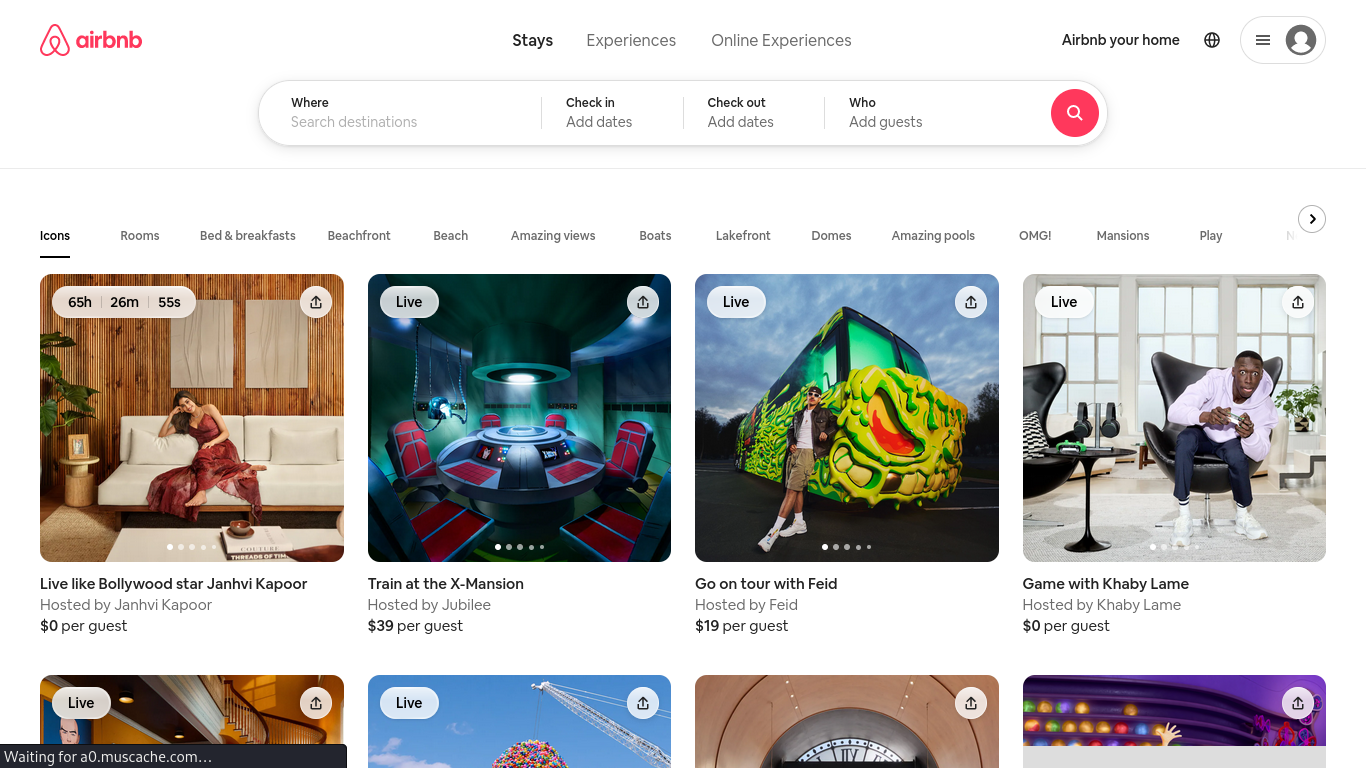 airbnb
Stays
Experiences
Online Experiences
Airbnb your home
Where
Search destinations
Check in
Add dates
Check out
Add dates
Who
Add guests
Icons
Rooms
Bed & breakfasts
Beachfront
Beach
Amazing views
Boats
Lakefront
Domes
Amazing pools
OMG!
Mansions
Play
65h 26m 55s
Live
Live
Live
COUTURE
THREADS OF TIM
Live like Bollywood star Janhvi Kapoor
Hosted by Janhvi Kapoor
$0 per guest
Train at the X-Mansion
Hosted by Jubilee
$39 per guest
Go on tour with Feid
Hosted by Feid
$19 per guest
Game with Khaby Lame
Hosted by Khaby Lame
$0 per guest
Live
Live
Waiting for a0.muscache.com...